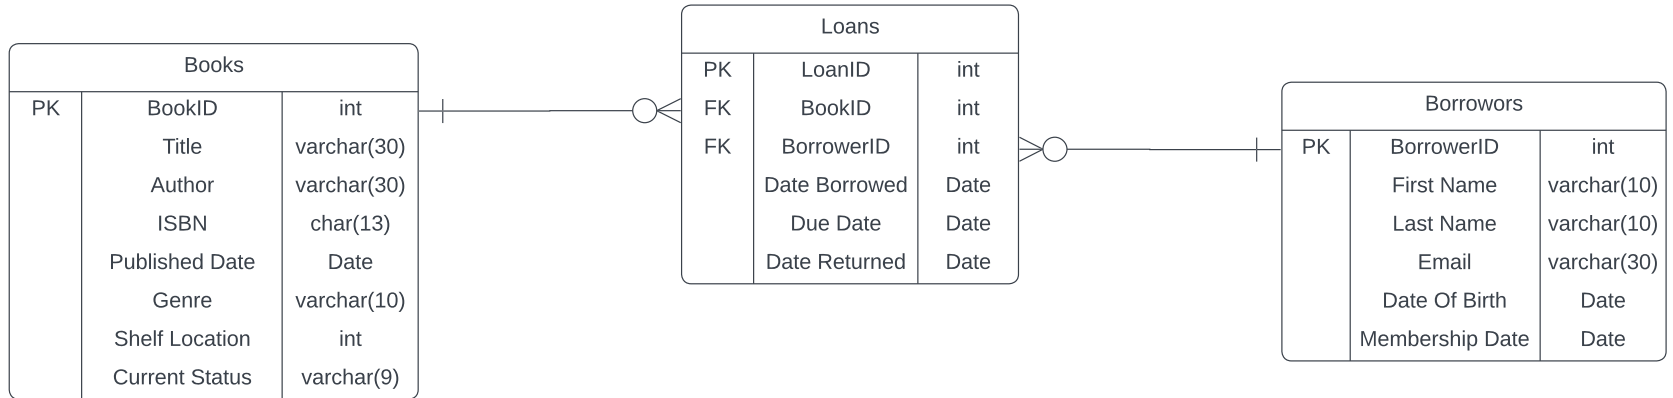 Books
PK BookID int
Title varchar(30)
Author varchar(30)
ISBN char(13)
Published Date Date
Genre varchar(10)
Shelf Location int
Current Status varchar(9)
Loans
PK LoanID int
FK BookID int
FK BorrowerID int
Date Borrowed Date
Due Date Date
Date Returned Date
Borrowors
PK BorrowerID int
First Name varchar(10)
Last Name varchar(10)
Email varchar(30)
Date Of Birth Date
Membership Date Date